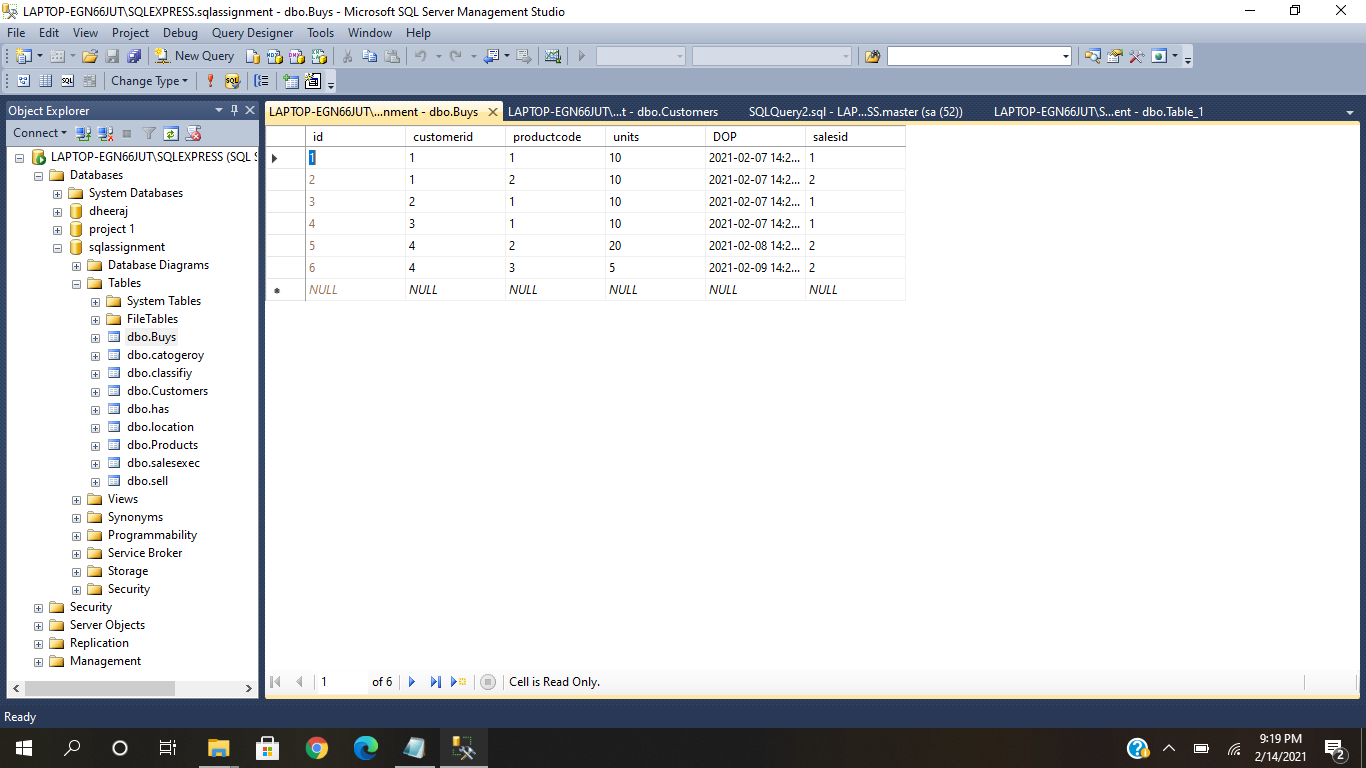 LAPTOP-EGN66JUT\SQLEXPRESS.sqlassignment - dbo.Buys - Microsoft SQL Server Management Studio
File Edit View Project Debug Query Designer Tools Window Help
New Query
Change Type
Object Explorer
LAPTOP-EGN66JUT\...nment - dbo.Buys LAPTOP-EGN66JUT\...t - dbo.Customers SQLQuery2.sql - LAP...SS.master (sa (52)) LAPTOP-EGN66JUT\S...ent - dbo.Table_1
Connect
LAPTOP-EGN66JUT\SQLEXPRESS (SQL S
Databases
System Databases
dheeraj
project 1
sqlassignment
Database Diagrams
Tables
System Tables
FileTables
dbo.Buys
dbo.catogeroy
dbo.classifiy
dbo.Customers
dbo.has
dbo.location
dbo.Products
dbo.salesexec
dbo.sell
Views
Synonyms
Programmability
Service Broker
Storage
Security
Security
Server Objects
Replication
Management
id customerid productcode units DOP salesid
1 1 1 10 2021-02-07 14:2... 1
2 1 2 10 2021-02-07 14:2... 2
3 2 1 10 2021-02-07 14:2... 1
4 3 1 10 2021-02-07 14:2... 1
5 4 2 20 2021-02-08 14:2... 2
6 4 3 5 2021-02-09 14:2... 2
NULL NULL NULL NULL NULL NULL
1 of 6 Cell is Read Only.
Ready
9:19 PM
2/14/2021
2